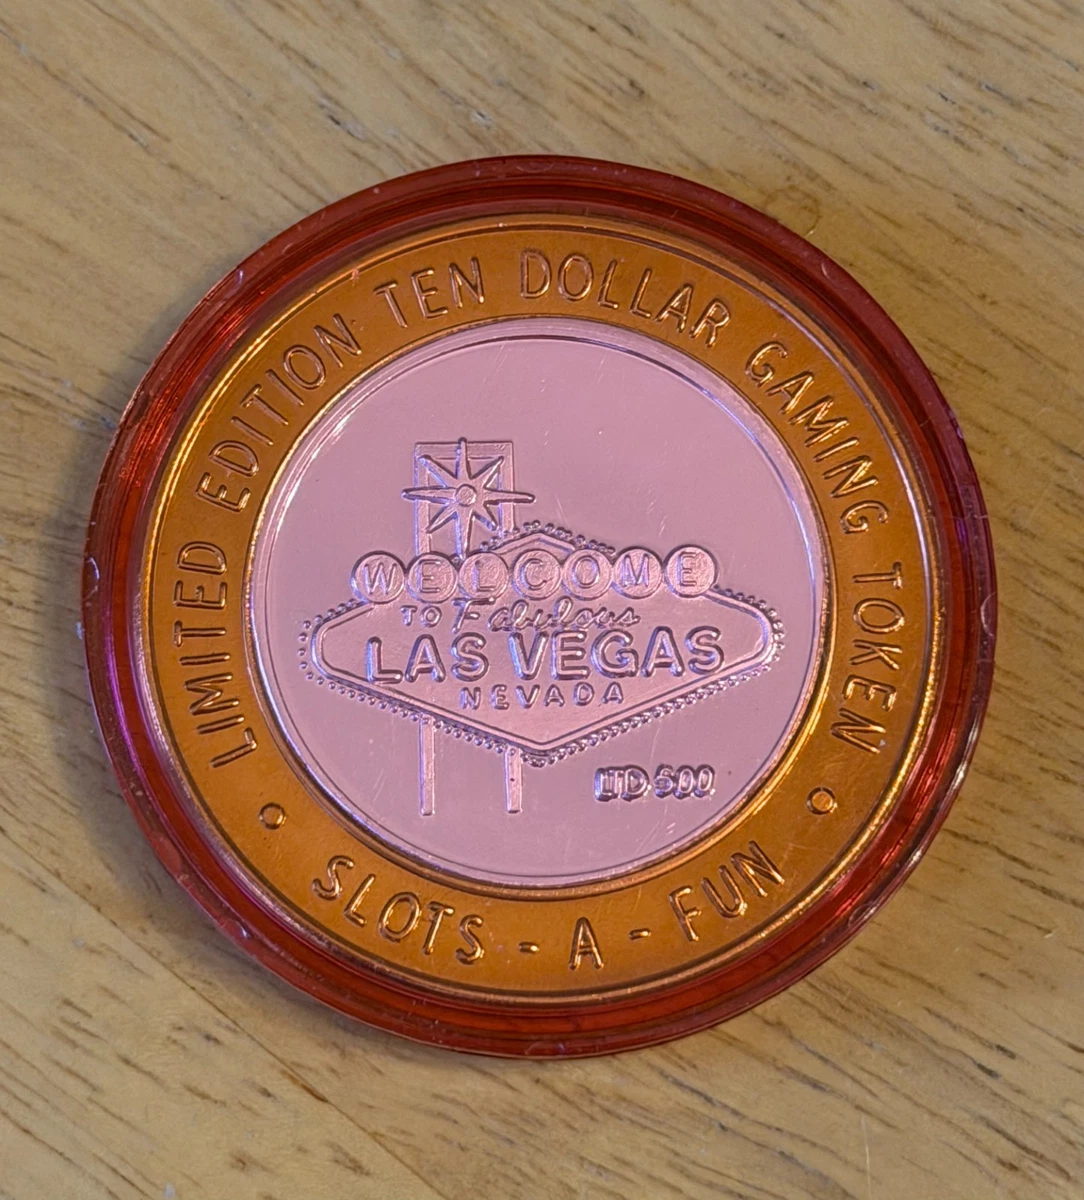 LIMITED EDITION TEN DOLLAR GAMING TOKEN
WELCOME
TO Fabulous
LAS VEGAS
NEVADA
LTD 500
• SLOTS - A - FUN •